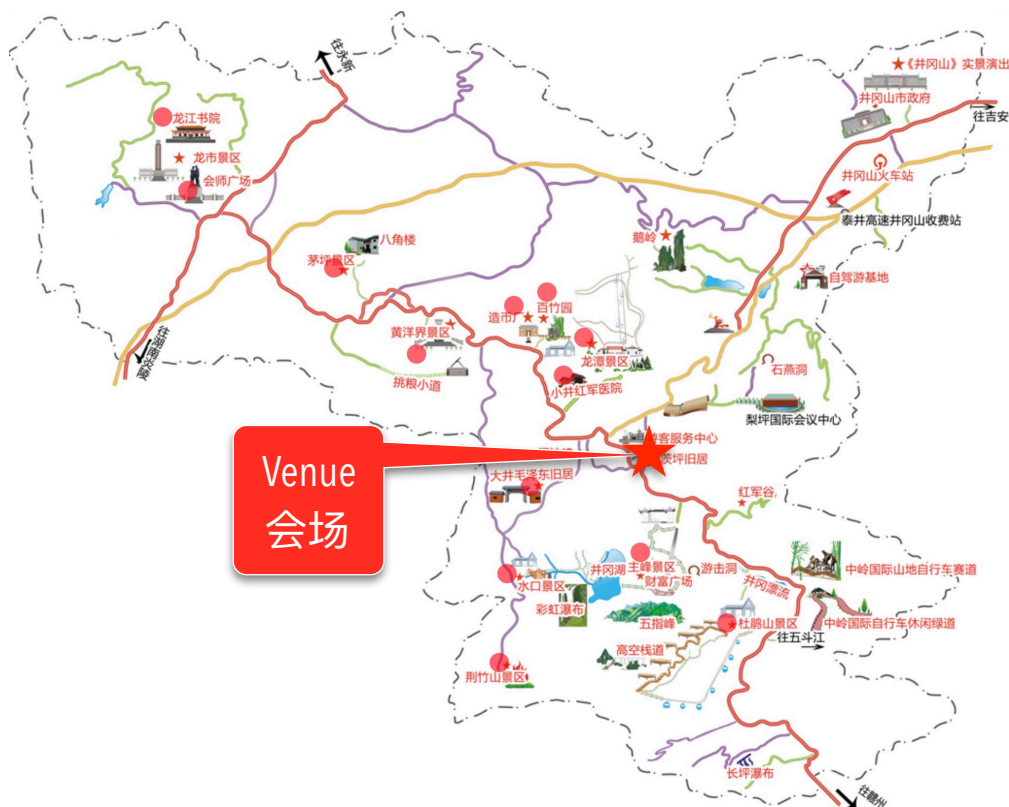 往永新
《井冈山》实景演出
井冈山市政府
往吉安
龙江书院
龙市景区
会师广场
井冈山火车站
泰井高速井冈山收费站
鹅岭
八角楼
茅坪景区
自驾游基地
造币厂
百竹园
黄洋界景区
龙潭景区
往湖南炎陵
挑粮小道
小井红军医院
石燕洞
梨坪国际会议中心
游客服务中心
茨坪旧居
Venue
会场
大井毛泽东旧居
红军谷
井冈湖
主峰景区
游击洞
中岭国际山地自行车赛道
水口景区
财富广场
井冈漂流
彩虹瀑布
五指峰
杜鹃山景区
中岭国际自行车休闲绿道
往五斗江
高空栈道
荆竹山景区
长坪瀑布
往赣州